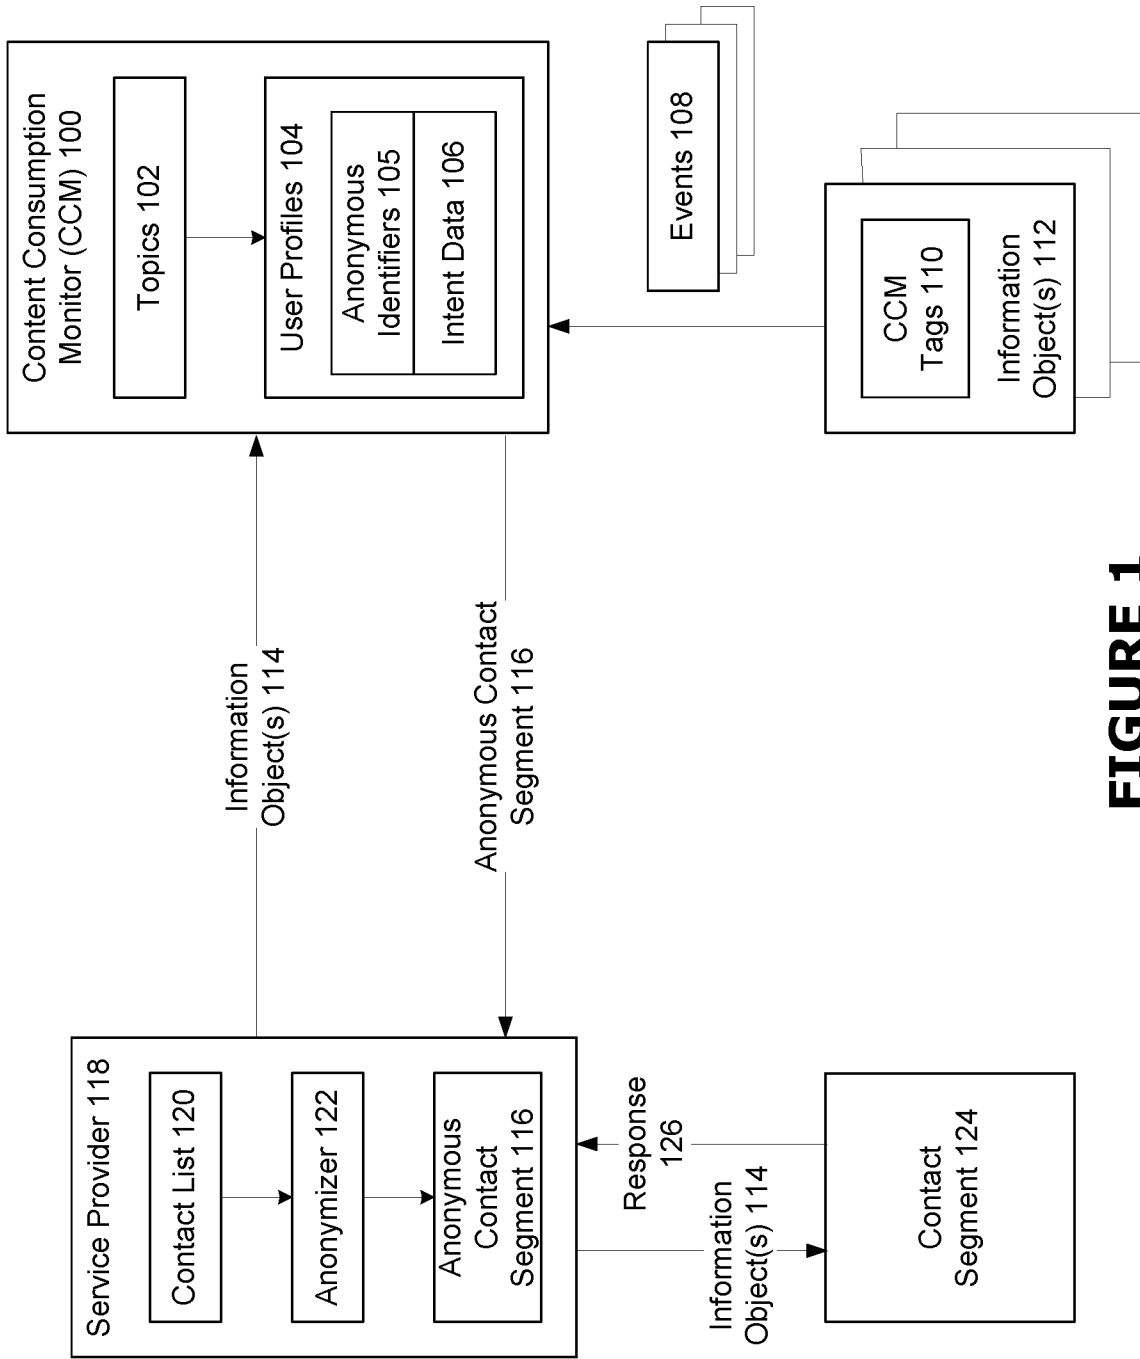 Service Provider 118
Contact List 120
Anonymizer 122
Anonymous
Contact
Segment 116
Information
Object(s) 114
Anonymous Contact
Segment 116
Content Consumption
Monitor (CCM) 100
Topics 102
User Profiles 104
Anonymous
Identifiers 105
Intent Data 106
Events 108
Information
Object(s) 114
Response
126
Contact
Segment 124
CCM
Tags 110
Information
Object(s) 112
FIGURE 1